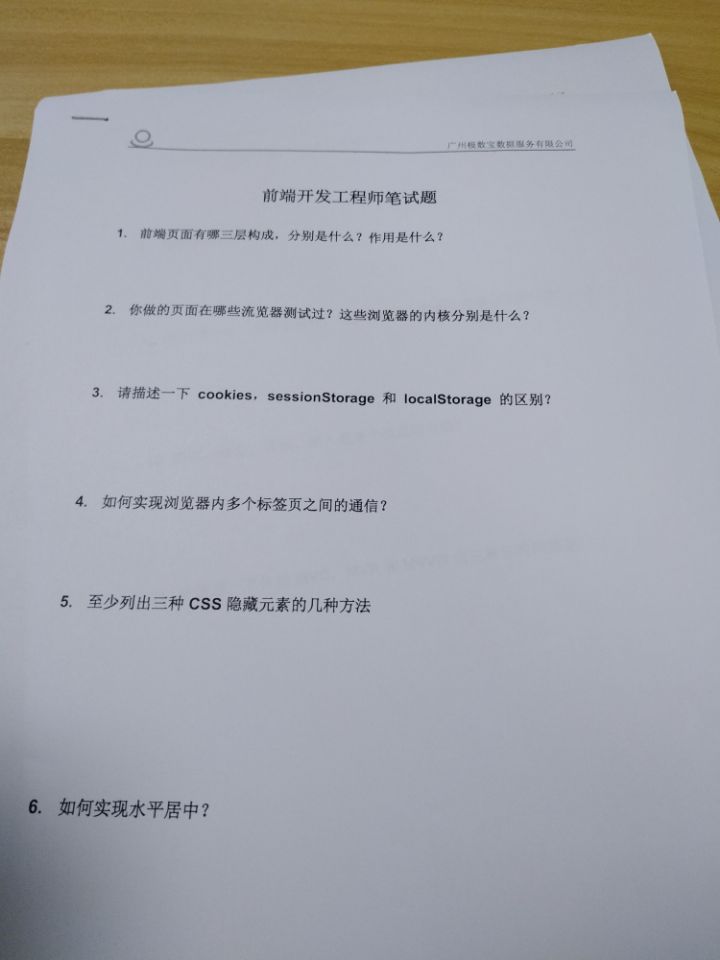 广州极数宝数据服务有限公司
前端开发工程师笔试题
1. 前端页面有哪三层构成，分别是什么？作用是什么？
2. 你做的页面在哪些流览器测试过？这些浏览器的内核分别是什么？
3. 请描述一下 cookies，sessionStorage 和 localStorage 的区别？
4. 如何实现浏览器内多个标签页之间的通信？
5. 至少列出三种 CSS 隐藏元素的几种方法
6. 如何实现水平居中？